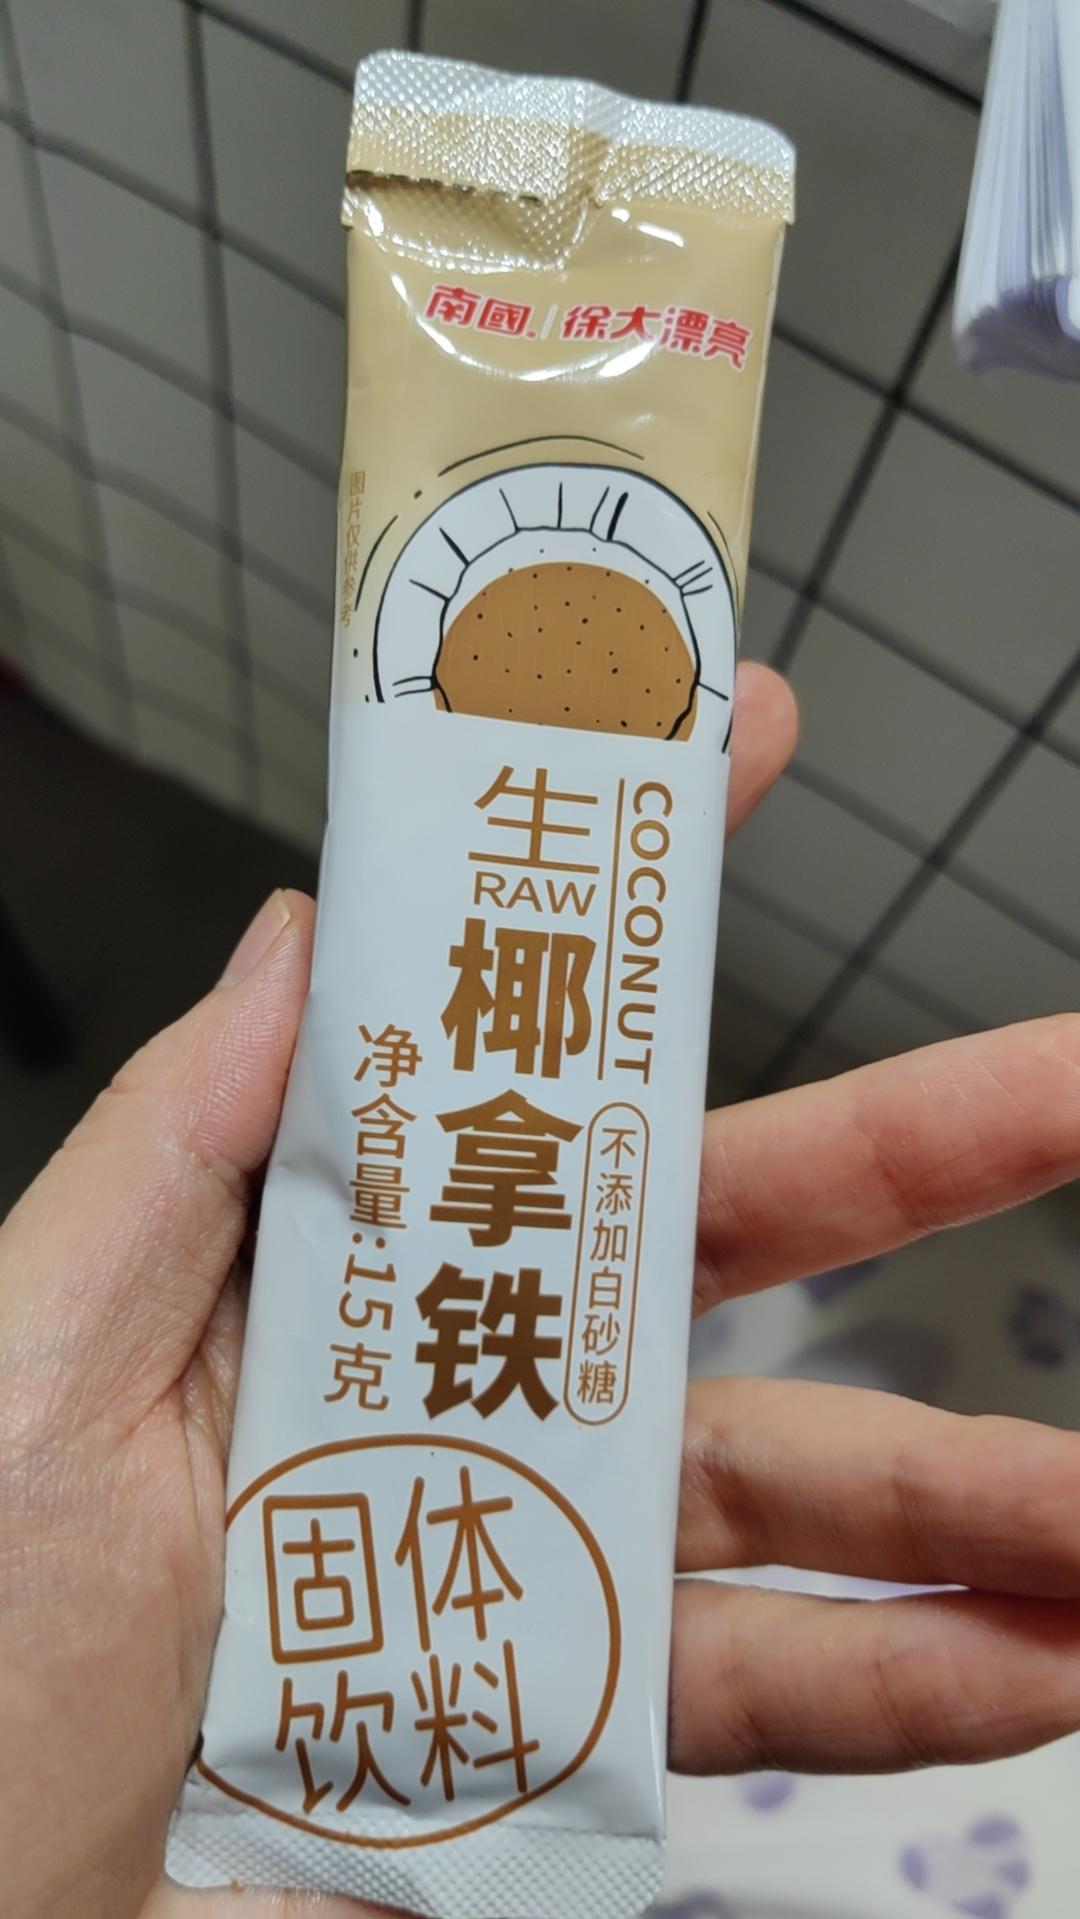 南國 徐大漂亮
图片仅供参考
生
RAW
椰拿铁
COCONUT
不添加白砂糖
净含量:15克
固体
饮料